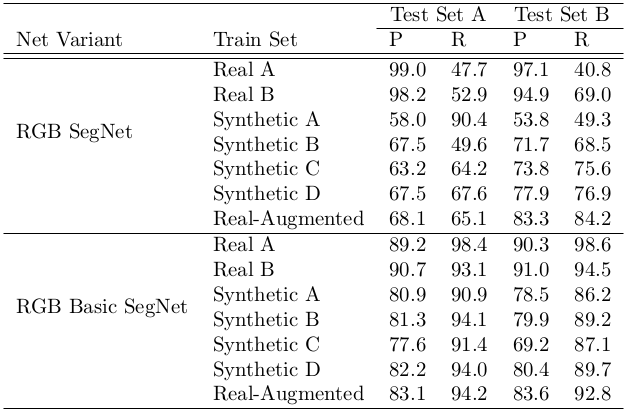 Test Set A Test Set B
Net Variant Train Set P R P R
Real A 99.0 47.7 97.1 40.8
Real B 98.2 52.9 94.9 69.0
Synthetic A 58.0 90.4 53.8 49.3
RGB SegNet Synthetic B 67.5 49.6 71.7 68.5
Synthetic C 63.2 64.2 73.8 75.6
Synthetic D 67.5 67.6 77.9 76.9
Real-Augmented 68.1 65.1 83.3 84.2
Real A 89.2 98.4 90.3 98.6
Real B 90.7 93.1 91.0 94.5
Synthetic A 80.9 90.9 78.5 86.2
RGB Basic SegNet Synthetic B 81.3 94.1 79.9 89.2
Synthetic C 77.6 91.4 69.2 87.1
Synthetic D 82.2 94.0 80.4 89.7
Real-Augmented 83.1 94.2 83.6 92.8